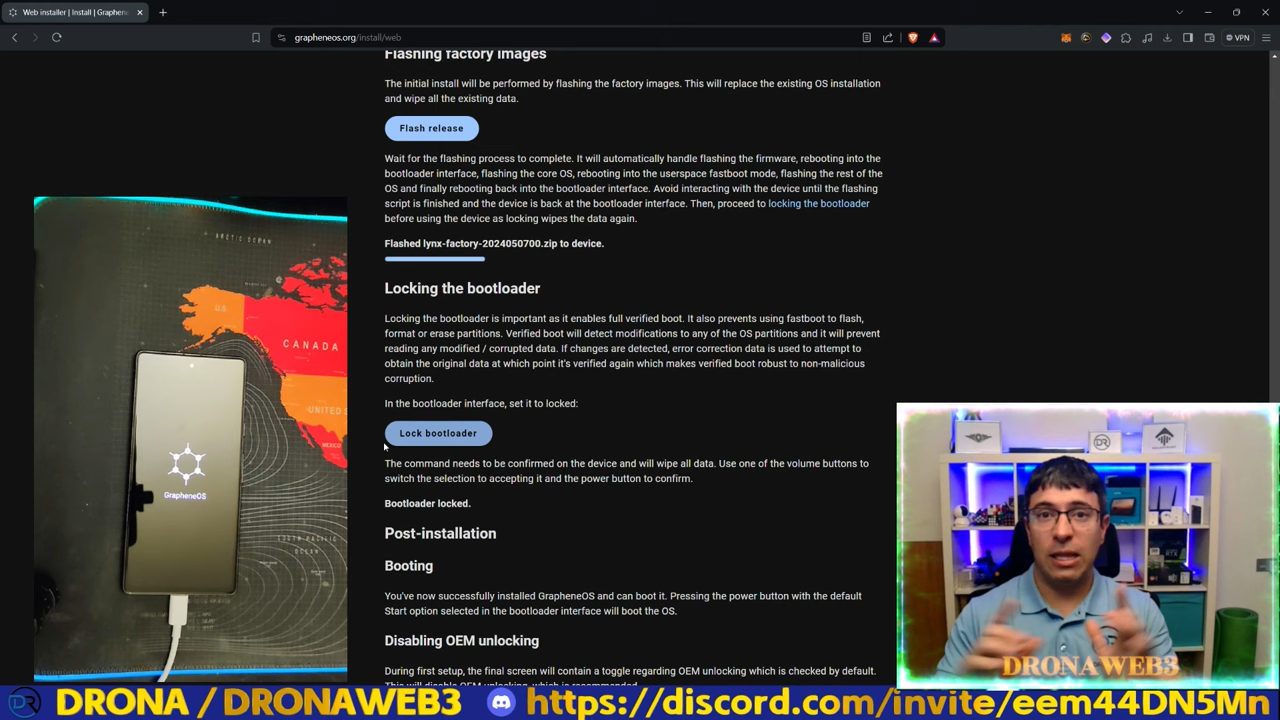 Web installer | Install | Graphene
grapheneos.org/install/web
VPN
Flashing factory images
The initial install will be performed by flashing the factory images. This will replace the existing OS installation
and wipe all the existing data.
Flash release
Wait for the flashing process to complete. It will automatically handle flashing the firmware, rebooting into the
bootloader interface, flashing the core OS, rebooting into the userspace fastboot mode, flashing the rest of the
OS and finally rebooting back into the bootloader interface. Avoid interacting with the device until the flashing
script is finished and the device is back at the bootloader interface. Then, proceed to locking the bootloader
before using the device as locking wipes the data again.
Flashed lynx-factory-2024050700.zip to device.
Locking the bootloader
Locking the bootloader is important as it enables full verified boot. It also prevents using fastboot to flash,
format or erase partitions. Verified boot will detect modifications to any of the OS partitions and it will prevent
reading any modified / corrupted data. If changes are detected, error correction data is used to attempt to
obtain the original data at which point it's verified again which makes verified boot robust to non-malicious
corruption.
In the bootloader interface, set it to locked:
Lock bootloader
The command needs to be confirmed on the device and will wipe all data. Use one of the volume buttons to
switch the selection to accepting it and the power button to confirm.
Bootloader locked.
Post-installation
Booting
You've now successfully installed GrapheneOS and can boot it. Pressing the power button with the default
Start option selected in the bootloader interface will boot the OS.
Disabling OEM unlocking
During first setup, the final screen will contain a toggle regarding OEM unlocking which is checked by default.
This will disable OEM unlocking, which is recommended.
ARCTIC OCEAN
U.S.
CANADA
UNITED
MEXICO
SOUTH PACIFIC
OCEAN
GrapheneOS
DR
DRONAWEB3
DR DRONA / DRONAWEB3 https://discord.com/invite/eem44DN5Mn